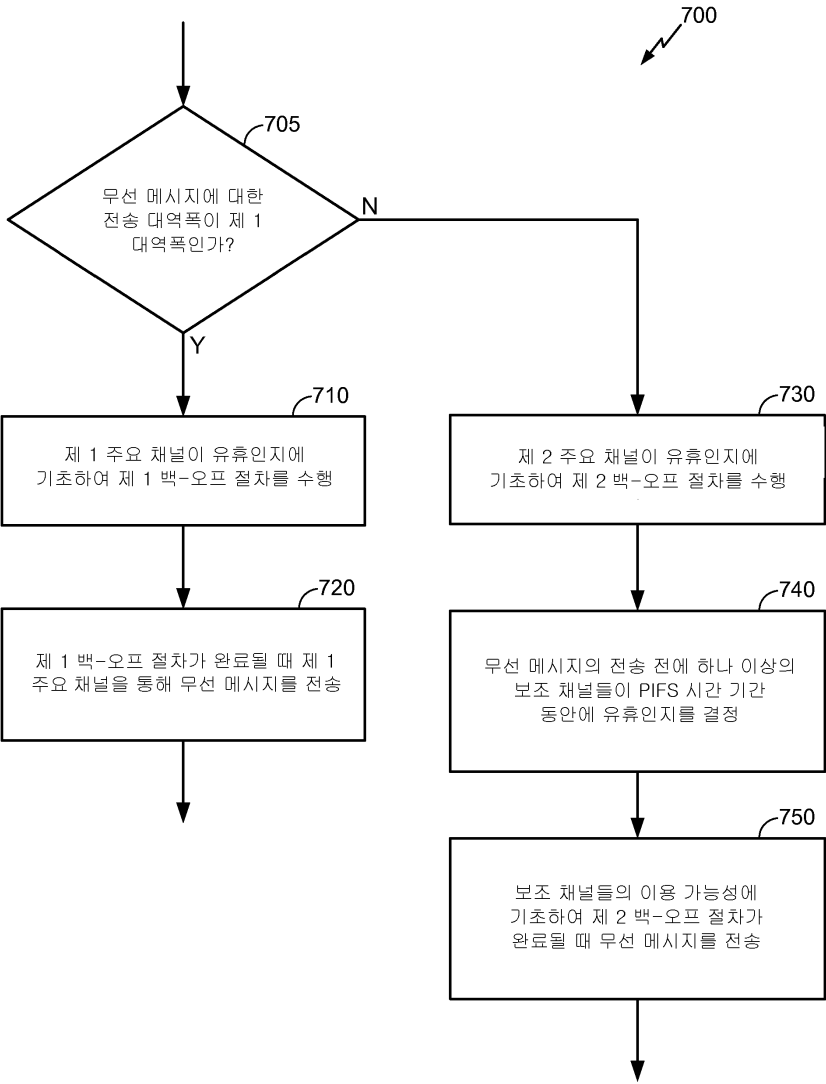 700
705
무선 메시지에 대한
전송 대역폭이 제 1
대역폭인가?
N
Y
710
제 1 주요 채널이 유휴인지에
기초하여 제 1 백-오프 절차를 수행
720
제 1 백-오프 절차가 완료될 때 제 1
주요 채널을 통해 무선 메시지를 전송
730
제 2 주요 채널이 유휴인지에
기초하여 제 2 백-오프 절차를 수행
740
무선 메시지의 전송 전에 하나 이상의
보조 채널들이 PIFS 시간 기간
동안에 유휴인지를 결정
750
보조 채널들의 이용 가능성에
기초하여 제 2 백-오프 절차가
완료될 때 무선 메시지를 전송